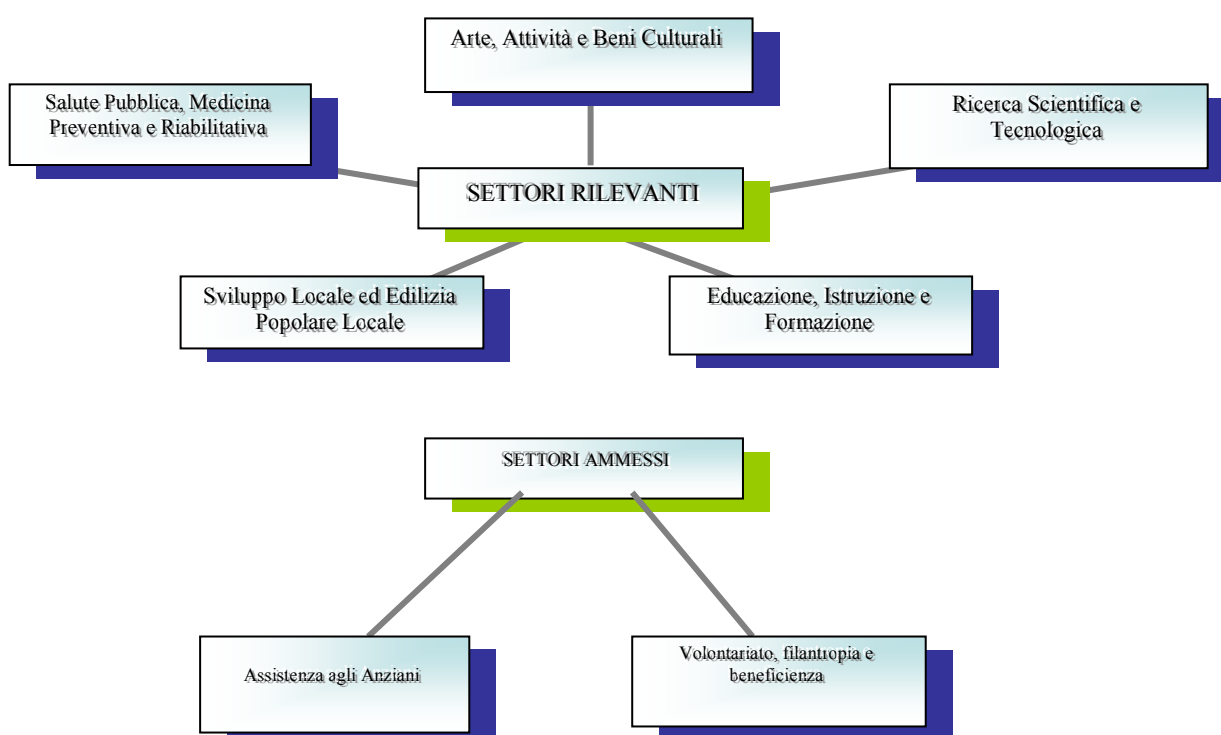 Arte, Attività e Beni Culturali
Salute Pubblica, Medicina
Preventiva e Riabilitativa
Ricerca Scientifica e
Tecnologica
SETTORI RILEVANTI
Sviluppo Locale ed Edilizia
Popolare Locale
Educazione, Istruzione e
Formazione
SETTORI AMMESSI
Assistenza agli Anziani
Volontariato, filantropia e
beneficienza